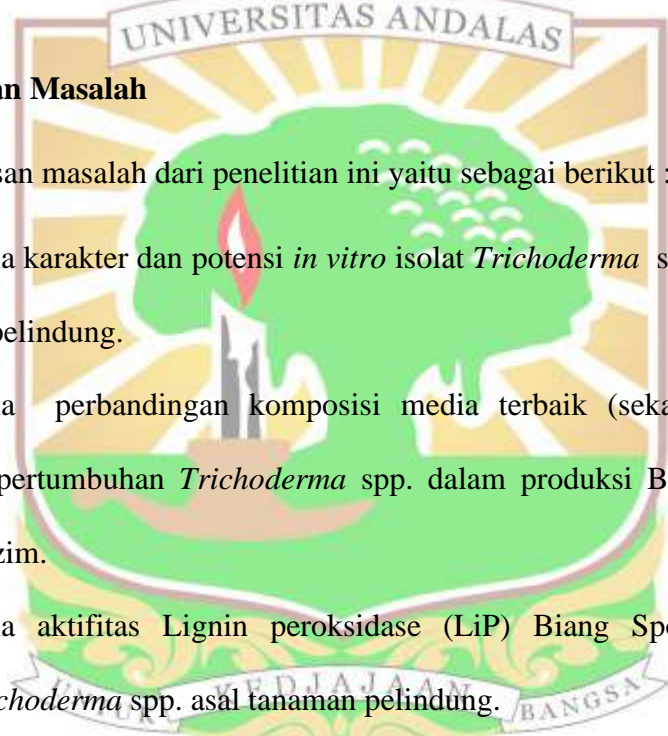 UNIVERSITAS ANDALAS
an Masalah
san masalah dari penelitian ini yaitu sebagai berikut :
a karakter dan potensi in vitro isolat Trichoderma s
pelindung.
a perbandingan komposisi media terbaik (seka
pertumbuhan Trichoderma spp. dalam produksi B
zim.
a aktifitas Lignin peroksidase (LiP) Biang Sp
choderma spp. asal tanaman pelindung.
UNTUK KEDJAJAAN BANGSA